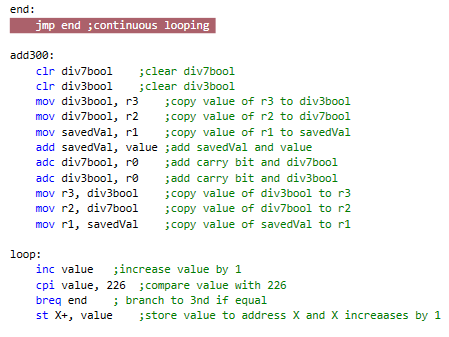 end:
jmp end ;continuous looping
add300:
clr div7bool ;clear div7bool
clr div3bool ;clear div3bool
mov div3bool, r3 ;copy value of r3 to div3bool
mov div7bool, r2 ;copy value of r2 to div7bool
mov savedVal, r1 ;copy value of r1 to savedVal
add savedVal, value ;add savedVal and value
adc div7bool, r0 ;add carry bit and div7bool
adc div3bool, r0 ;add carry bit and div3bool
mov r3, div3bool ;copy value of div3bool to r3
mov r2, div7bool ;copy value of div7bool to r2
mov r1, savedVal ;copy value of savedVal to r1
loop:
inc value ;increase value by 1
cpi value, 226 ;compare value with 226
breq end ; branch to 3nd if equal
st X+, value ;store value to address X and X increaases by 1